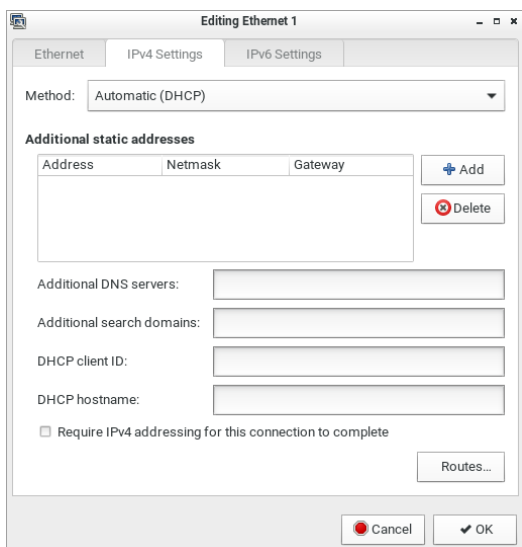 Editing Ethernet 1
Ethernet IPv4 Settings IPv6 Settings
Method: Automatic (DHCP)
Additional static addresses
Address Netmask Gateway
Add
Delete
Additional DNS servers:
Additional search domains:
DHCP client ID:
DHCP hostname:
Require IPv4 addressing for this connection to complete
Routes...
Cancel OK